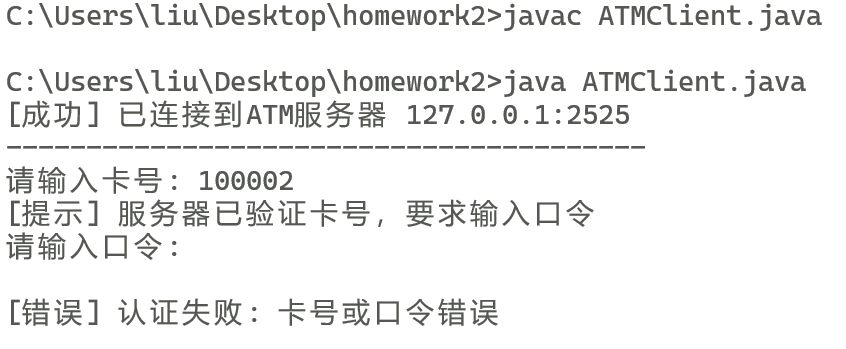 C:\Users\liu\Desktop\homework2>javac ATMClient.java
C:\Users\liu\Desktop\homework2>java ATMClient.java
[成功] 已连接到ATM服务器 127.0.0.1:2525
----------------------------------------
请输入卡号: 100002
[提示] 服务器已验证卡号，要求输入口令
请输入口令:
[错误] 认证失败: 卡号或口令错误